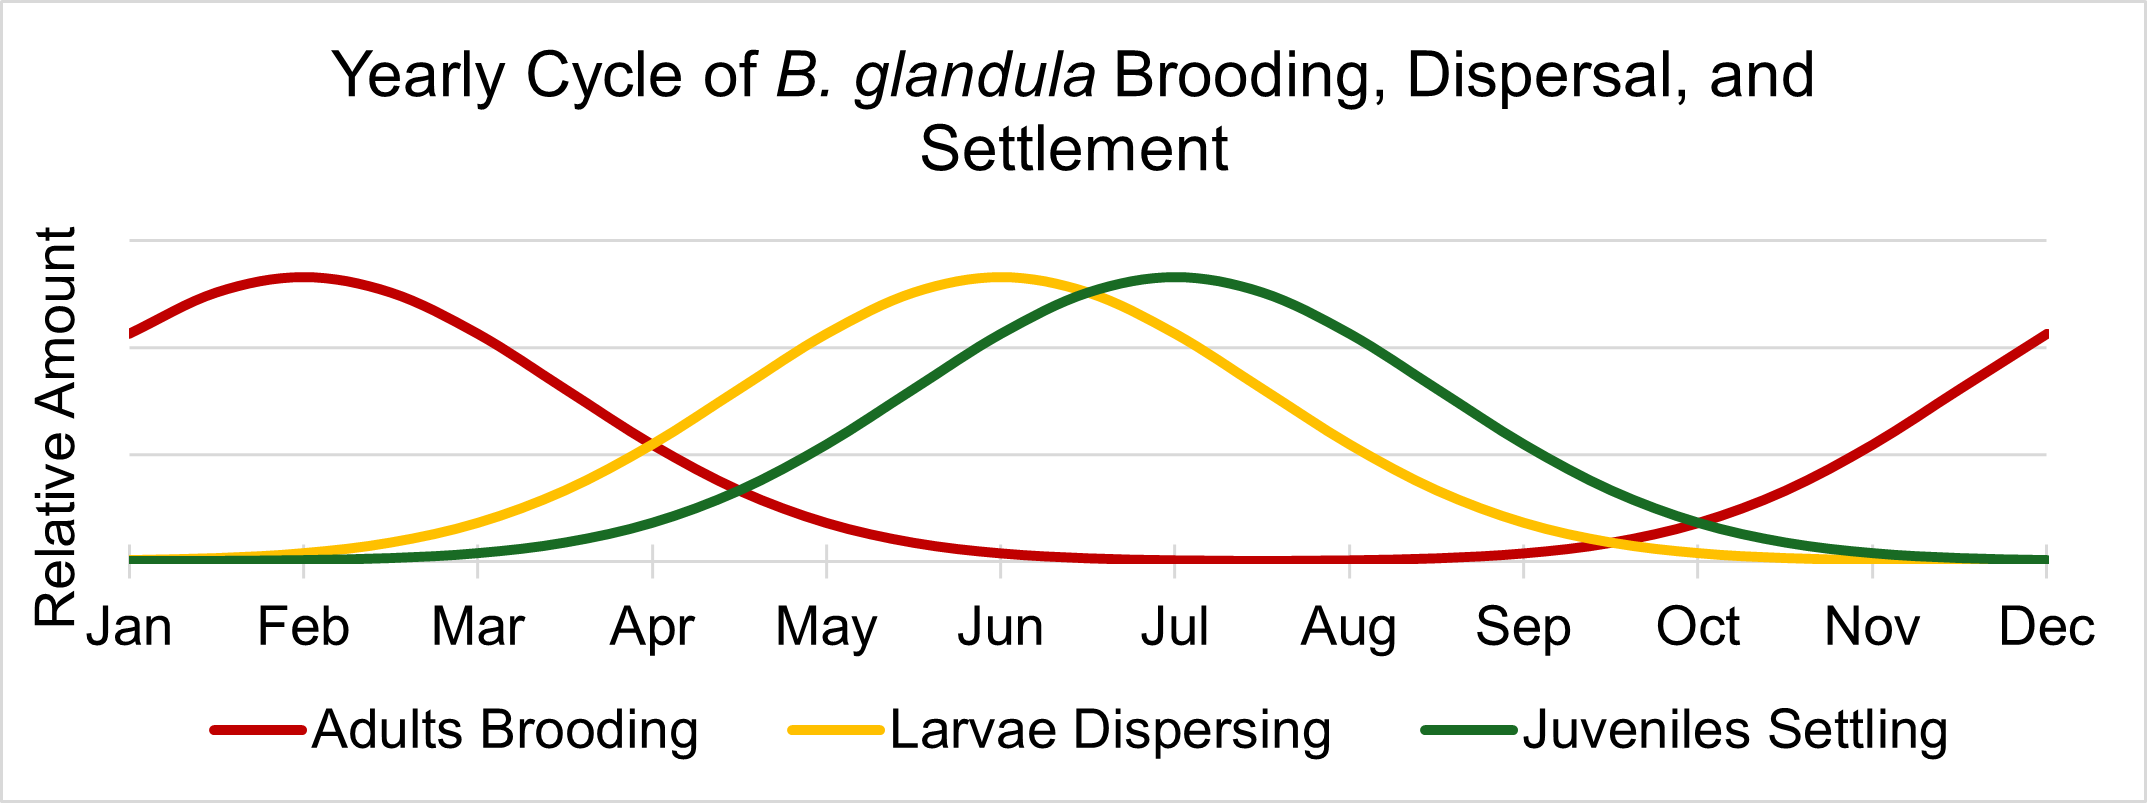 Yearly Cycle of B. glandula Brooding, Dispersal, and
Settlement
Relative Amount
Jan Feb Mar Apr May Jun Jul Aug Sep Oct Nov Dec
Adults Brooding Larvae Dispersing Juveniles Settling